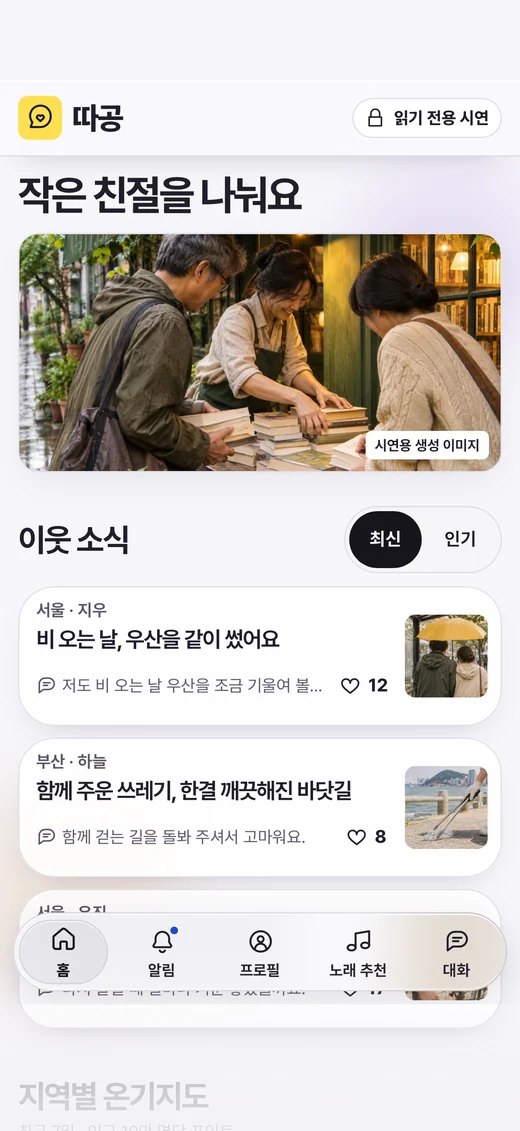 따공
읽기 전용 시연
작은 친절을 나눠요
시연용 생성 이미지
이웃 소식
최신
인기
서울 · 지우
비 오는 날, 우산을 같이 썼어요
저도 비 오는 날 우산을 조금 기울여 볼...
12
부산 · 하늘
함께 주운 쓰레기, 한결 깨끗해진 바닷길
함께 걷는 길을 돌봐 주셔서 고마워요.
8
서울 ·
홈
알림
프로필
노래 추천
대화
지역별 온기지도